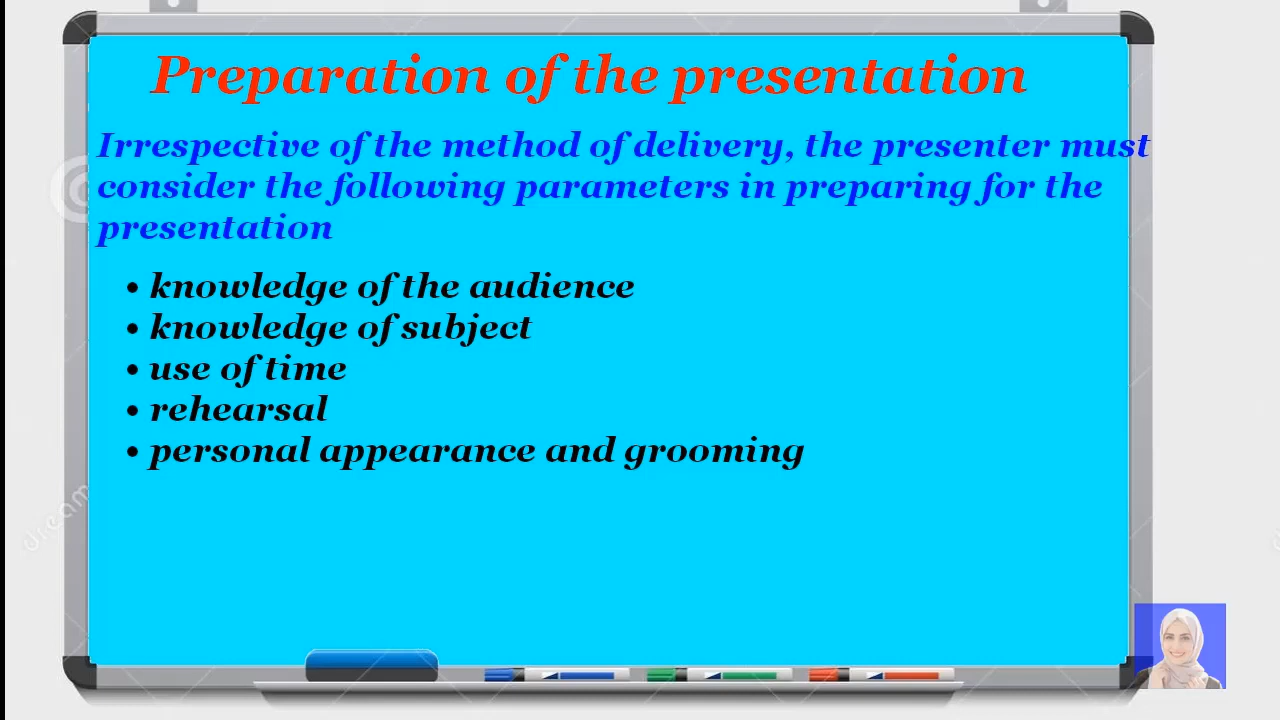 Preparation of the presentation
Irrespective of the method of delivery, the presenter must
consider the following parameters in preparing for the
presentation
• knowledge of the audience
• knowledge of subject
• use of time
• rehearsal
• personal appearance and grooming